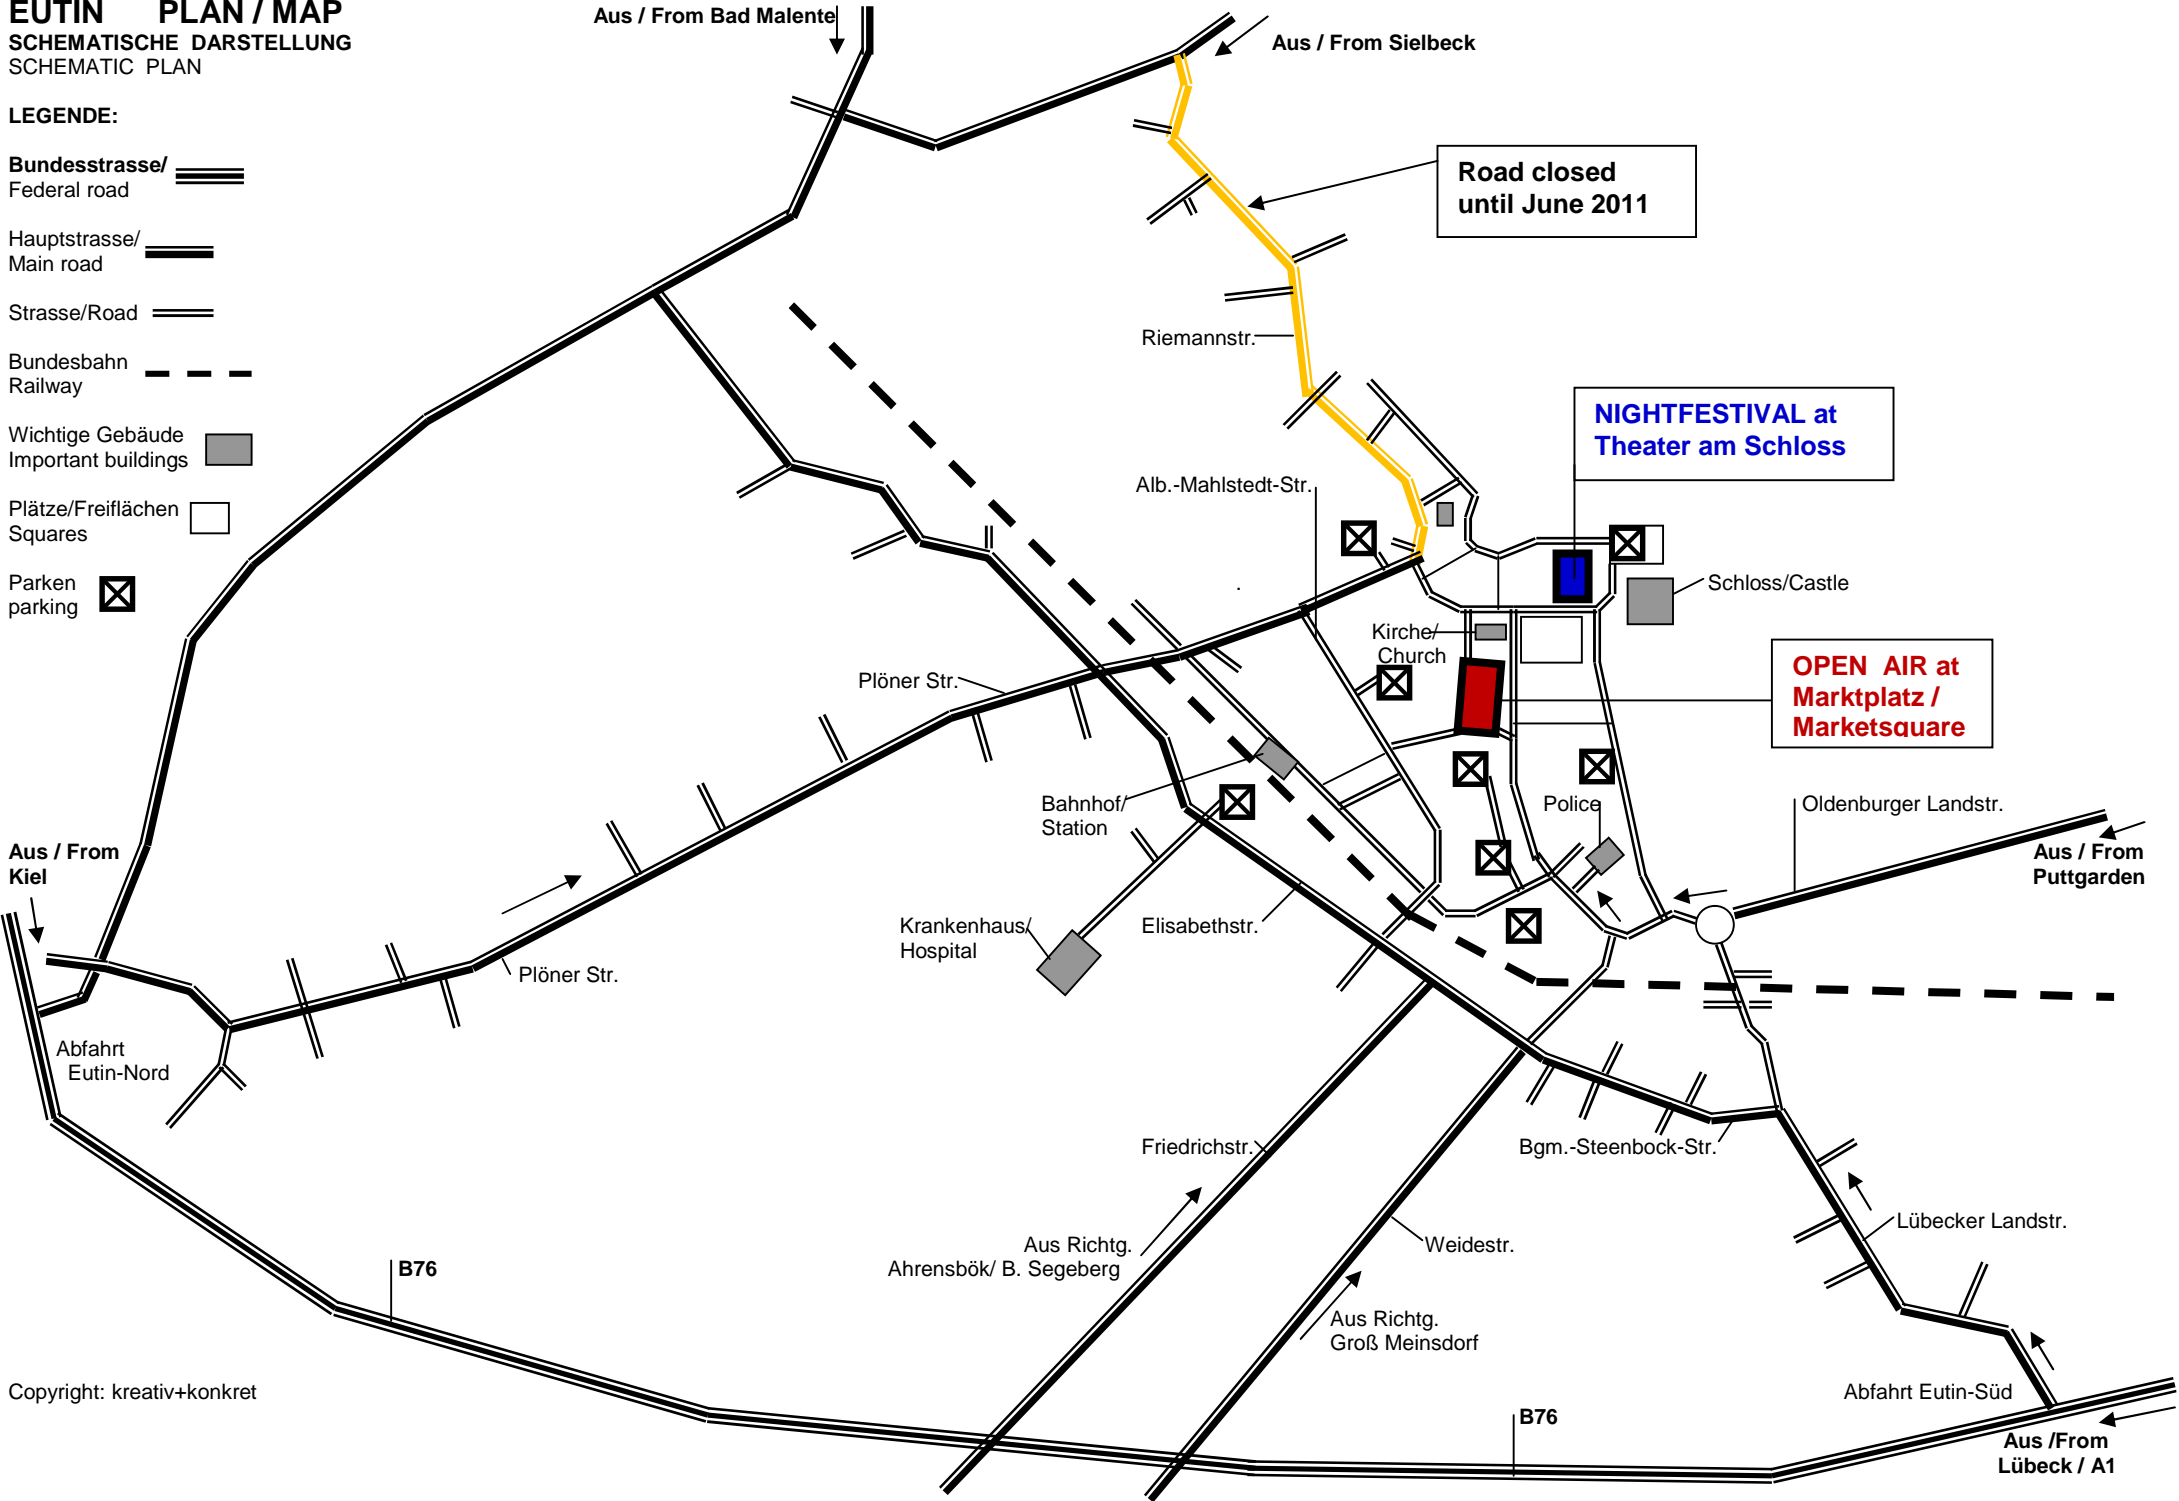 EUTIN PLAN / MAP
SCHEMATISCHE DARSTELLUNG
SCHEMATIC PLAN
LEGENDE:
Bundesstrasse/
Federal road
Hauptstrasse/
Main road
Strasse/Road
Bundesbahn
Railway
Wichtige Gebäude
Important buildings
Plätze/Freiflächen
Squares
Parken
parking
Aus / From Bad Malente
Aus / From Sielbeck
Road closed
until June 2011
Riemannstr.
NIGHTFESTIVAL at
Theater am Schloss
Alb.-Mahlstedt-Str.
Schloss/Castle
Kirche/
Church
OPEN AIR at
Marktplatz /
Marketsquare
Plöner Str.
Bahnhof/
Station
Police
Oldenburger Landstr.
Aus / From
Puttgarden
Aus / From
Kiel
Krankenhaus/
Hospital
Elisabethstr.
Plöner Str.
Abfahrt
Eutin-Nord
Friedrichstr.
Bgm.-Steenbock-Str.
Lübecker Landstr.
Aus Richtg.
Ahrensbök/ B. Segeberg
Weidestr.
B76
Aus Richtg.
Groß Meinsdorf
Copyright: kreativ+konkret
Abfahrt Eutin-Süd
B76
Aus /From
Lübeck / A1